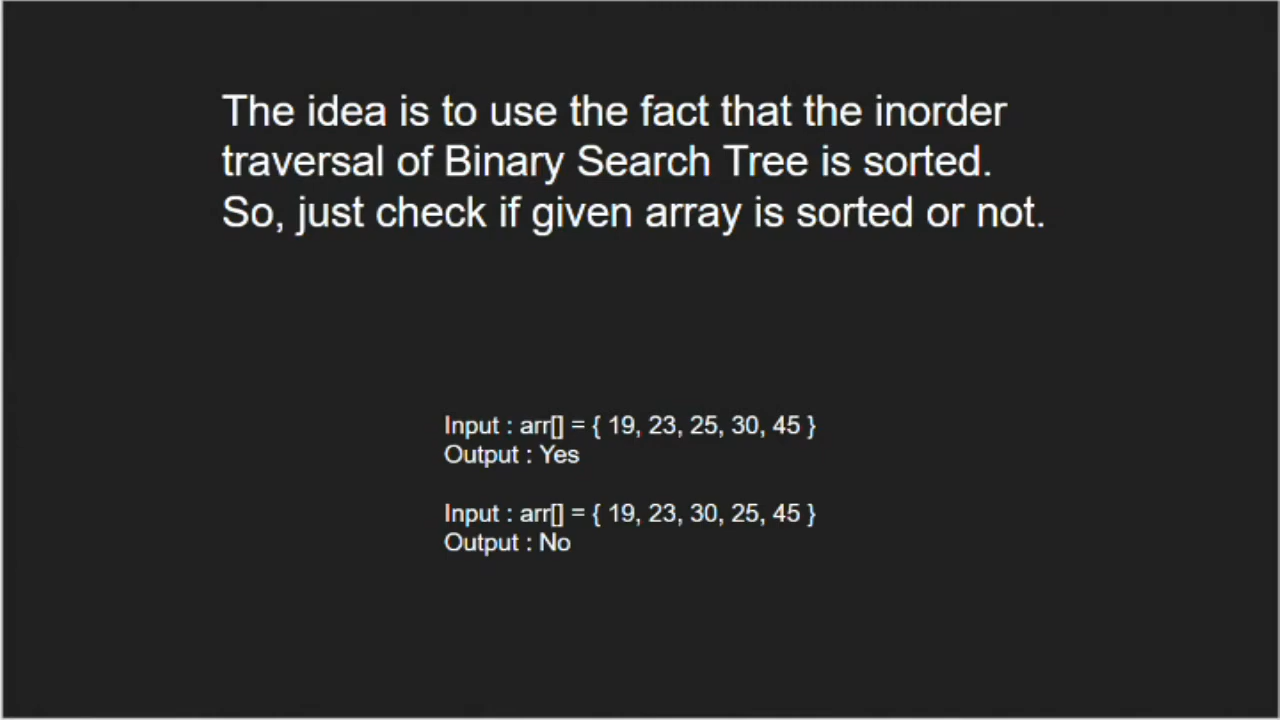 The idea is to use the fact that the inorder
traversal of Binary Search Tree is sorted.
So, just check if given array is sorted or not.
Input : arr[] = { 19, 23, 25, 30, 45 }
Output : Yes
Input : arr[] = { 19, 23, 30, 25, 45 }
Output : No